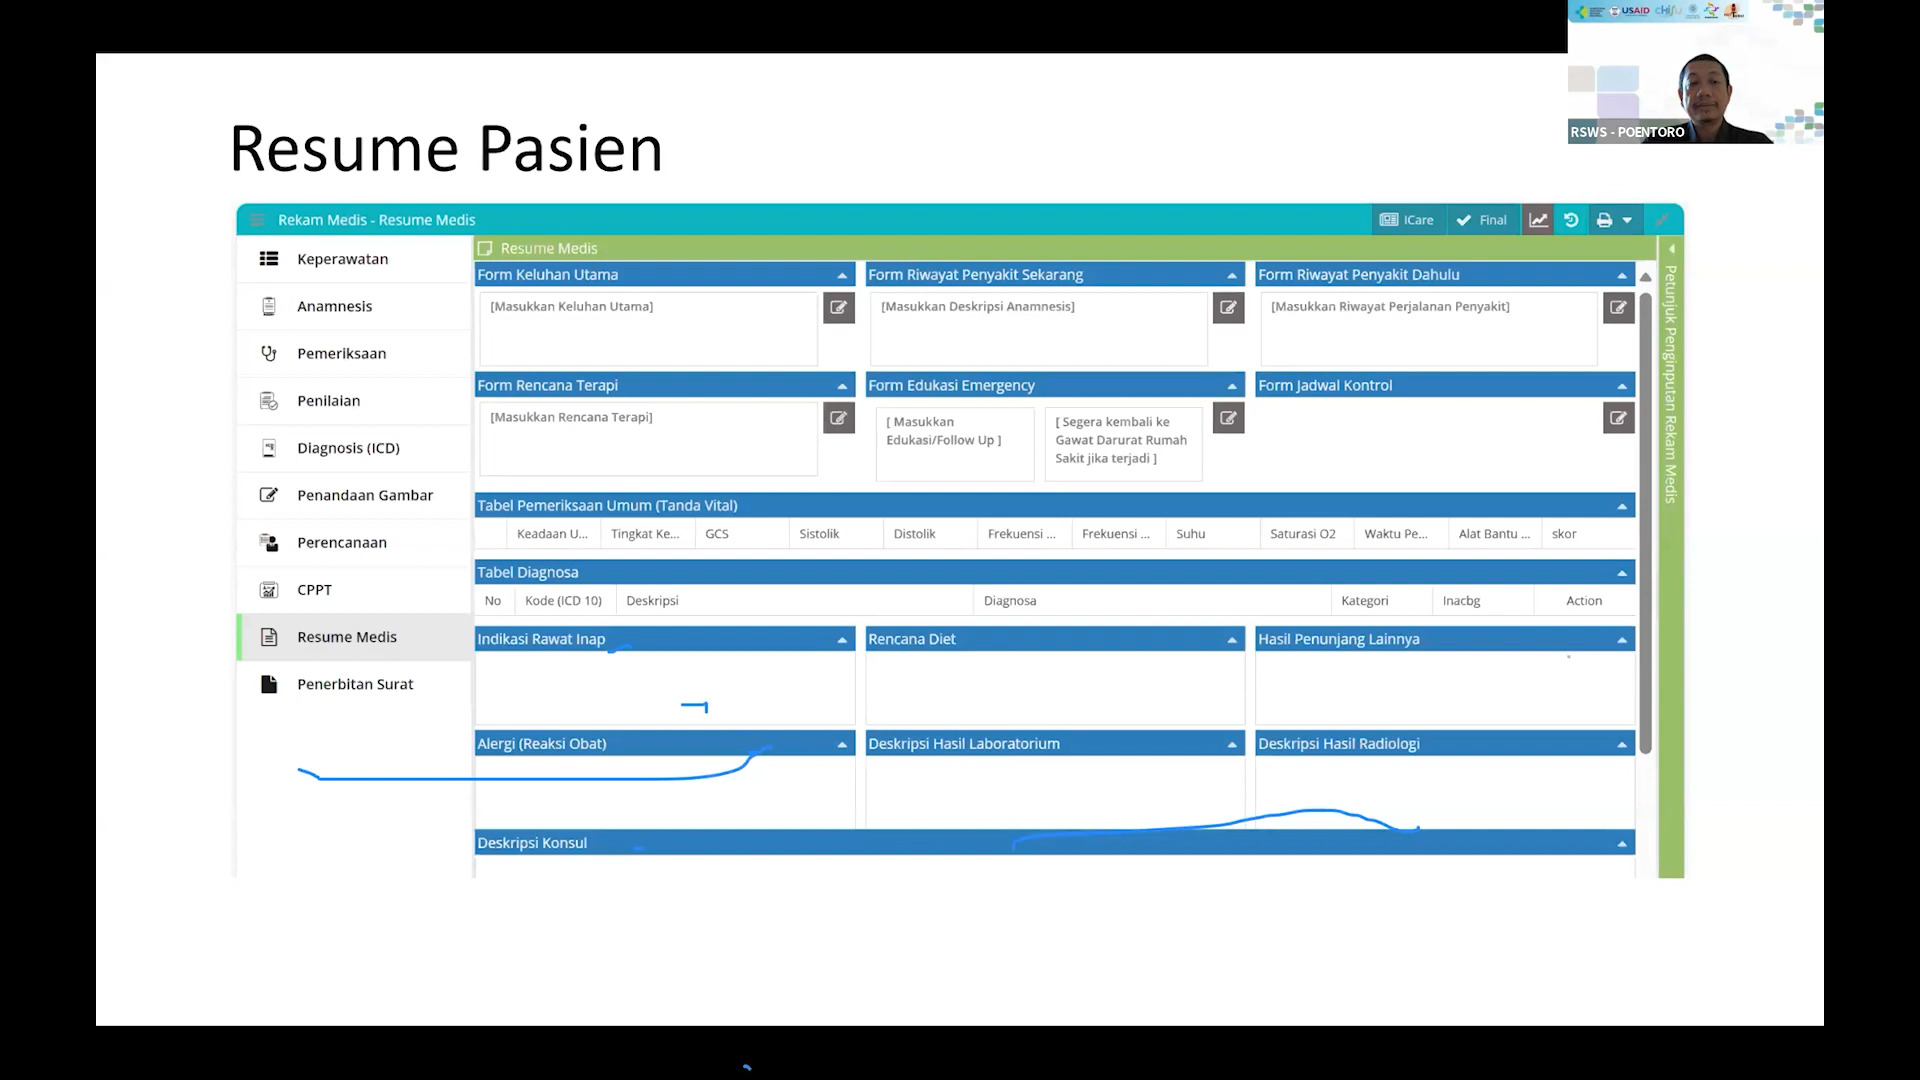 USAID
CHISU
RSWS - POENTORO
Resume Pasien
Rekam Medis - Resume Medis
ICare
Final
Keperawatan
Anamnesis
Pemeriksaan
Penilaian
Diagnosis (ICD)
Penandaan Gambar
Perencanaan
CPPT
Resume Medis
Penerbitan Surat
Resume Medis
Form Keluhan Utama
[Masukkan Keluhan Utama]
Form Riwayat Penyakit Sekarang
[Masukkan Deskripsi Anamnesis]
Form Riwayat Penyakit Dahulu
[Masukkan Riwayat Perjalanan Penyakit]
Form Rencana Terapi
[Masukkan Rencana Terapi]
Form Edukasi Emergency
[ Masukkan
Edukasi/Follow Up ]
[ Segera kembali ke
Gawat Darurat Rumah
Sakit jika terjadi ]
Form Jadwal Kontrol
Tabel Pemeriksaan Umum (Tanda Vital)
Keadaan U... Tingkat Ke... GCS Sistolik Distolik Frekuensi ... Frekuensi ... Suhu Saturasi O2 Waktu Pe... Alat Bantu ... skor
Tabel Diagnosa
No Kode (ICD 10) Deskripsi Diagnosa Kategori Inacbg Action
Indikasi Rawat Inap
Rencana Diet
Hasil Penunjang Lainnya
Alergi (Reaksi Obat)
Deskripsi Hasil Laboratorium
Deskripsi Hasil Radiologi
Deskripsi Konsul
Petunjuk Penginputan Rekam Medis